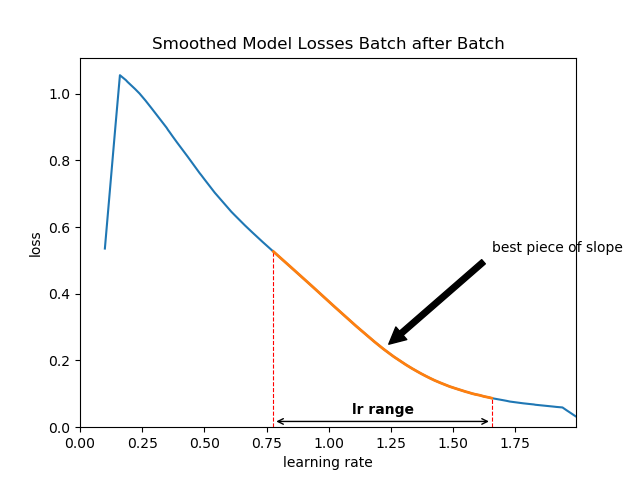 Smoothed Model Losses Batch after Batch
1.0
0.8
0.6
0.4
0.2
0.0
loss
best piece of slope
lr range
0.00 0.25 0.50 0.75 1.00 1.25 1.50 1.75
learning rate